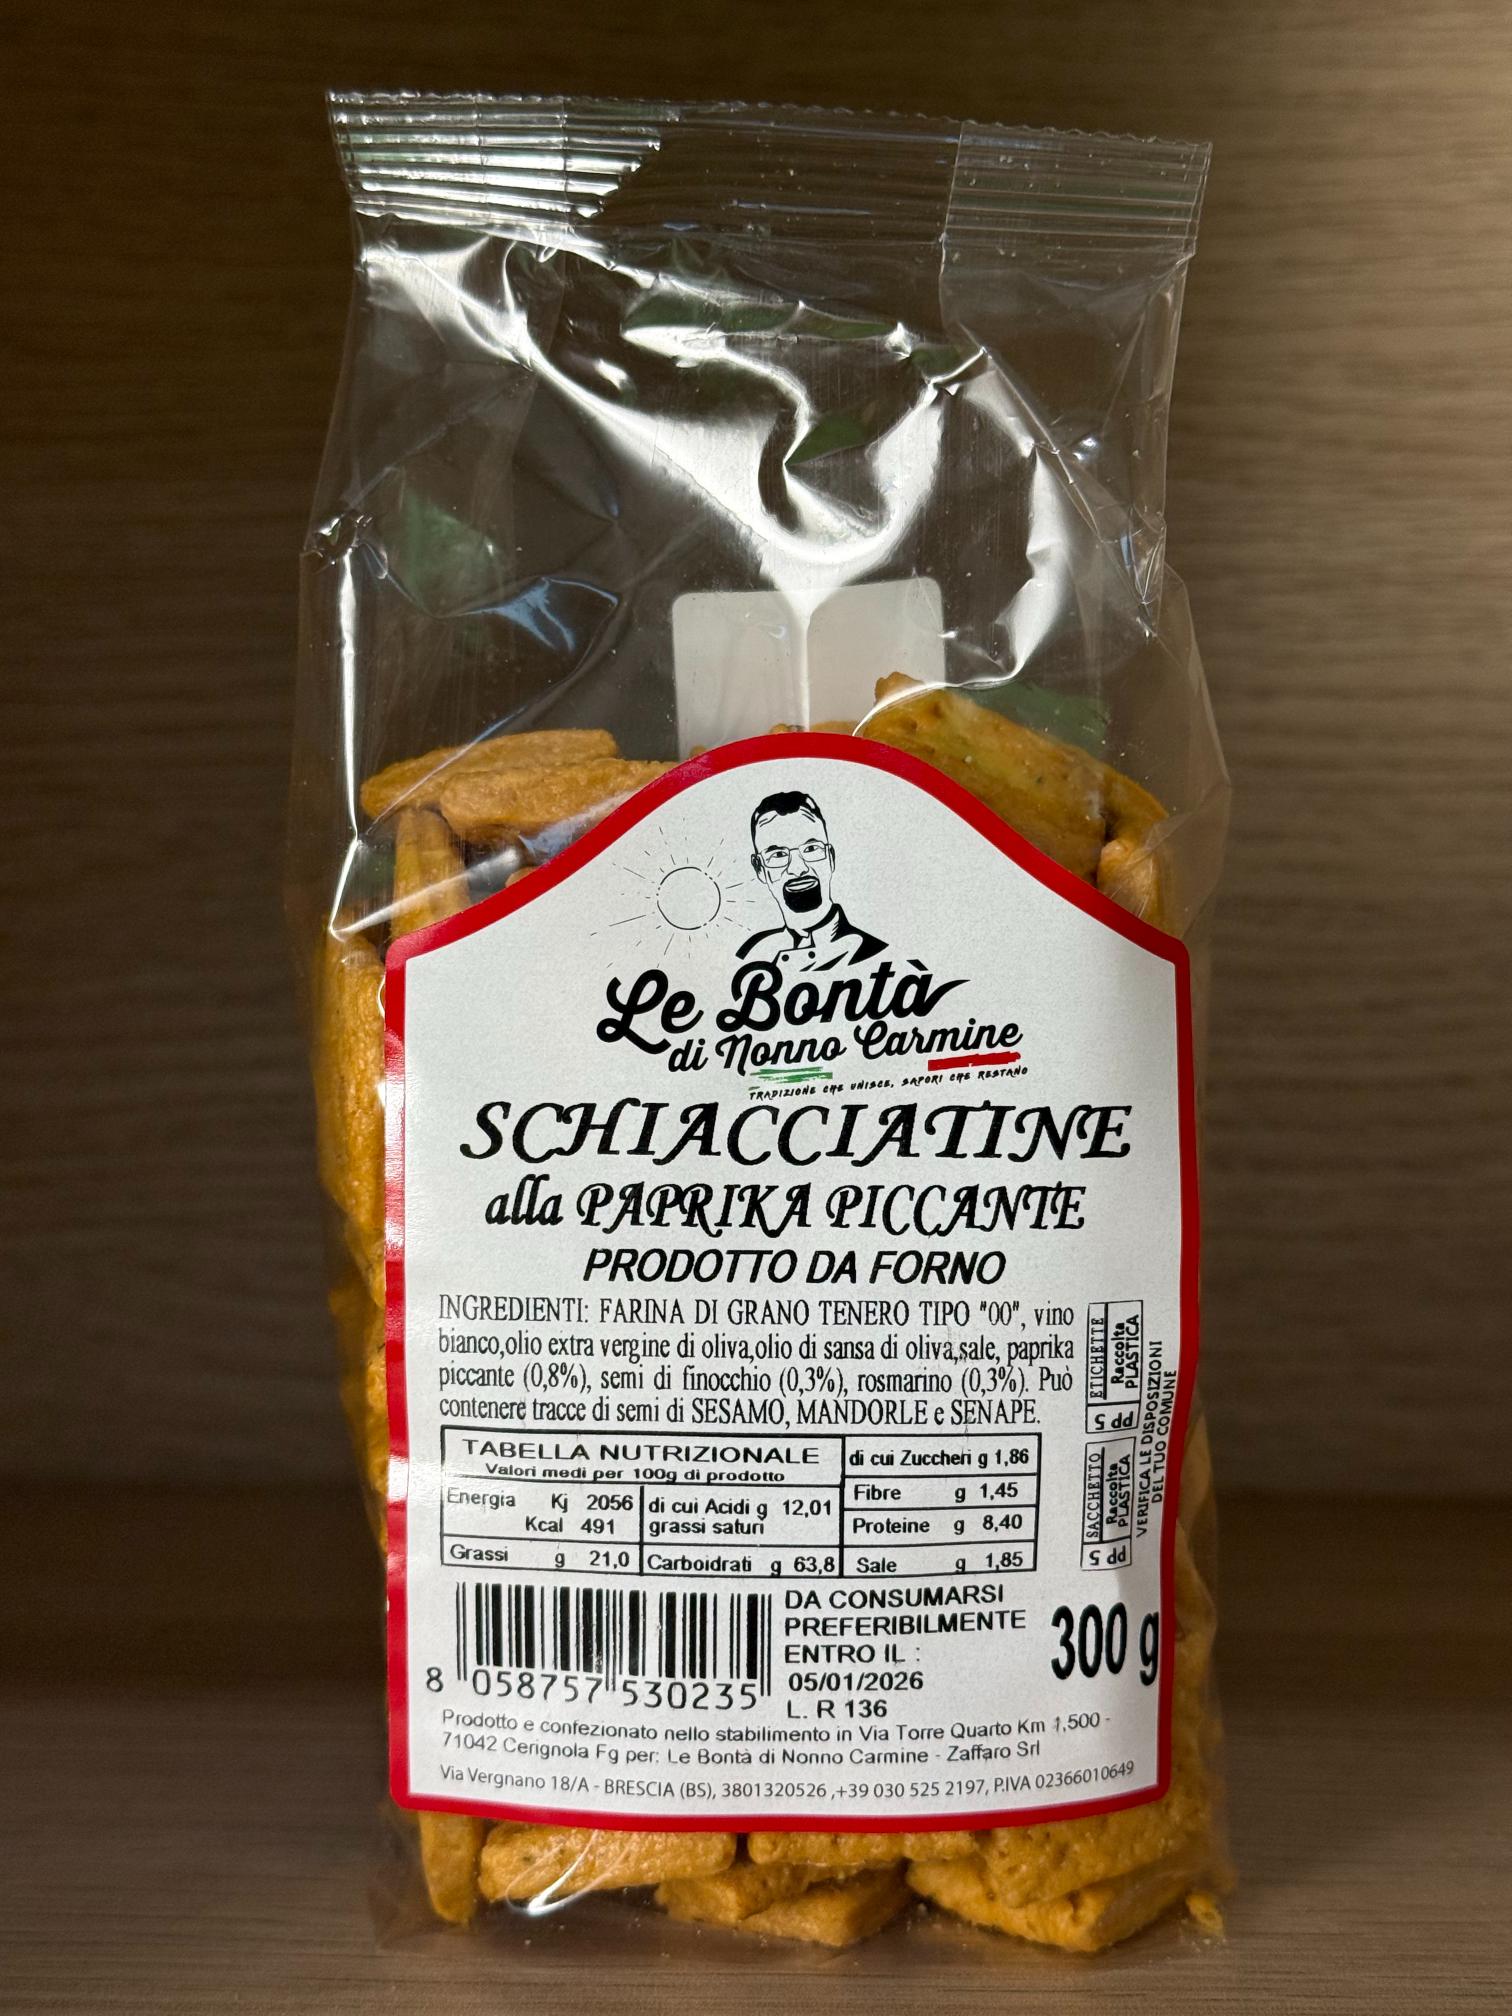 Le Bontà
di Nonno Carmine
TRADIZIONE CHE UNISCE, SAPORI CHE RESTANO
SCHIACCIATINE
alla PAPRIKA PICCANTE
PRODOTTO DA FORNO
INGREDIENTI: FARINA DI GRANO TENERO TIPO "00", vino
bianco,olio extra vergine di oliva,olio di sansa di oliva,sale, paprika
piccante (0,8%), semi di finocchio (0,3%), rosmarino (0,3%). Può
contenere tracce di semi di SESAMO, MANDORLE e SENAPE.
ETICHETTE
Raccolta
PLASTICA
PP 5
SACCHETTO
Raccolta
PLASTICA
PP 5
VERIFICA LE DISPOSIZIONI
DEL TUO COMUNE
TABELLA NUTRIZIONALE
Valori medi per 100g di prodotto
Energia Kj 2056
Kcal 491
Grassi g 21,0
di cui Acidi g 12,01
grassi saturi
Carboidrati g 63,8
di cui Zuccheri g 1,86
Fibre g 1,45
Proteine g 8,40
Sale g 1,85
8 058757 530235
DA CONSUMARSI
PREFERIBILMENTE
ENTRO IL :
05/01/2026
L. R 136
300 g
Prodotto e confezionato nello stabilimento in Via Torre Quarto Km 1,500 -
71042 Cerignola Fg per: Le Bontà di Nonno Carmine - Zaffaro Srl
Via Vergnano 18/A - BRESCIA (BS), 3801320526 ,+39 030 525 2197, P.IVA 02366010649